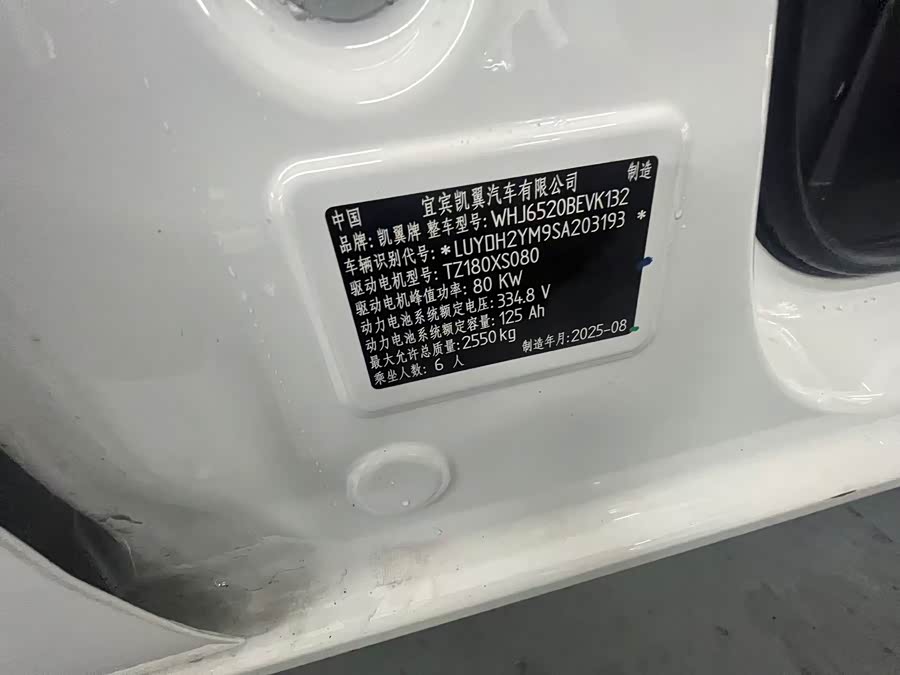 中国 宜宾凯翼汽车有限公司 制造
品牌: 凯翼牌 整车型号: WHJ6520BEVK132
车辆识别代号: *LUYDH2YM9SA203193 *
驱动电机型号: TZ180XS080
驱动电机峰值功率: 80 KW
动力电池系统额定电压: 334.8 V
动力电池系统额定容量: 125 Ah
最大允许总质量: 2550kg 制造年月: 2025-08
乘坐人数: 6 人